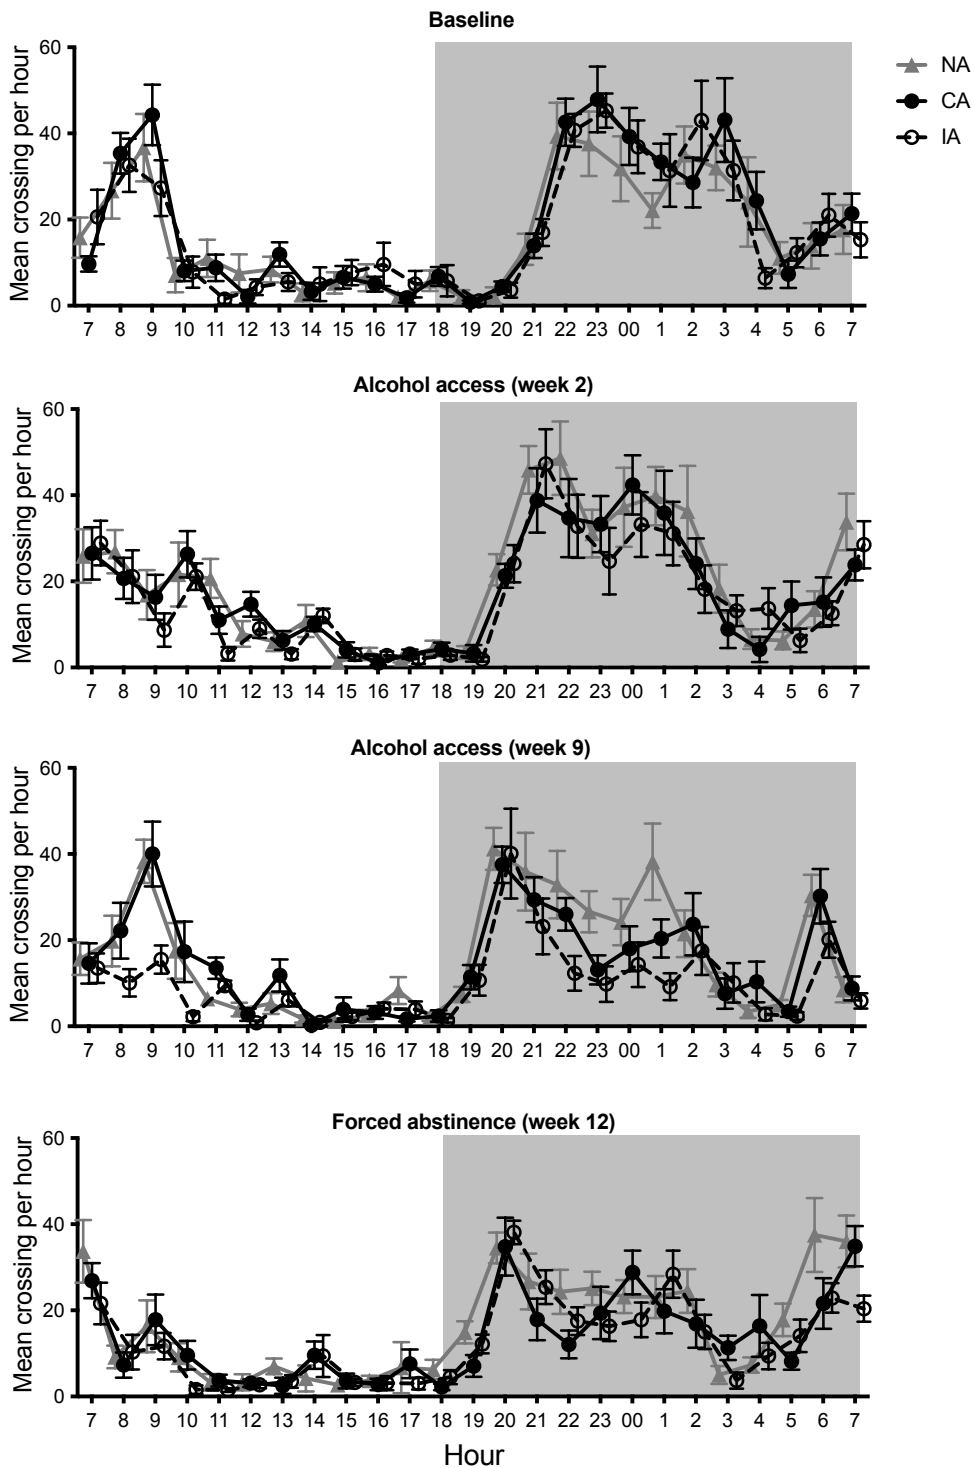 Baseline
Mean crossing per hour
60
40
20
0
7 8 9 10 11 12 13 14 15 16 17 18 19 20 21 22 23 00 1 2 3 4 5 6 7
NA
CA
IA
Alcohol access (week 2)
Mean crossing per hour
60
40
20
0
7 8 9 10 11 12 13 14 15 16 17 18 19 20 21 22 23 00 1 2 3 4 5 6 7
Alcohol access (week 9)
Mean crossing per hour
60
40
20
0
7 8 9 10 11 12 13 14 15 16 17 18 19 20 21 22 23 00 1 2 3 4 5 6 7
Forced abstinence (week 12)
Mean crossing per hour
60
40
20
0
7 8 9 10 11 12 13 14 15 16 17 18 19 20 21 22 23 00 1 2 3 4 5 6 7
Hour